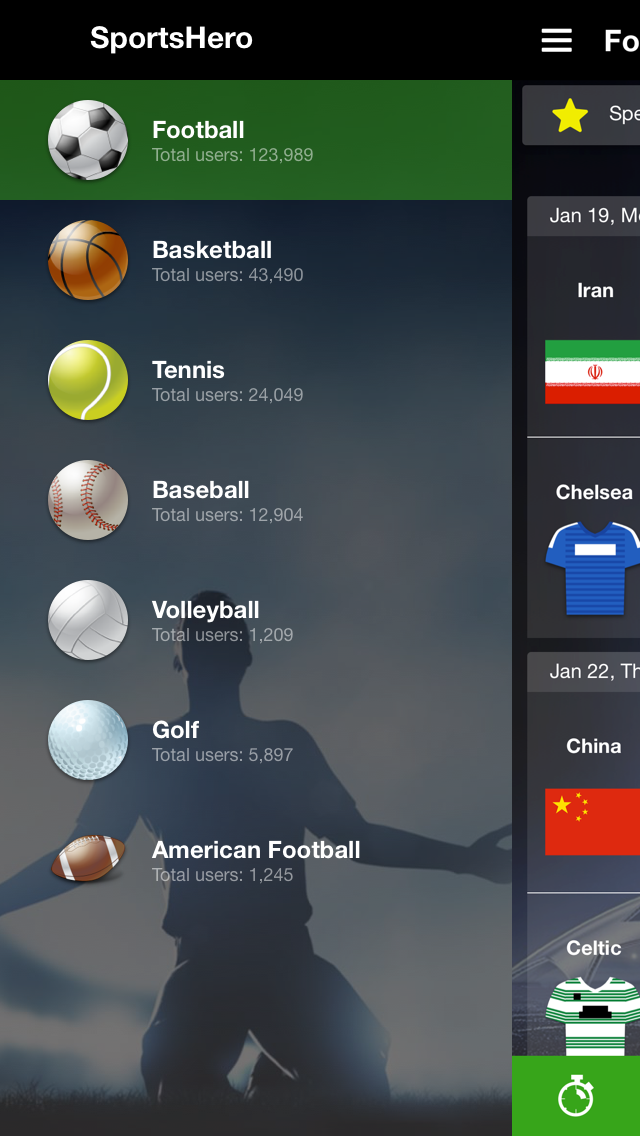 SportsHero
Football
Total users: 123,989
Basketball
Total users: 43,490
Tennis
Total users: 24,049
Baseball
Total users: 12,904
Volleyball
Total users: 1,209
Golf
Total users: 5,897
American Football
Total users: 1,245
Fo
Spe
Jan 19, Mo
Iran
Chelsea
Jan 22, Th
China
Celtic